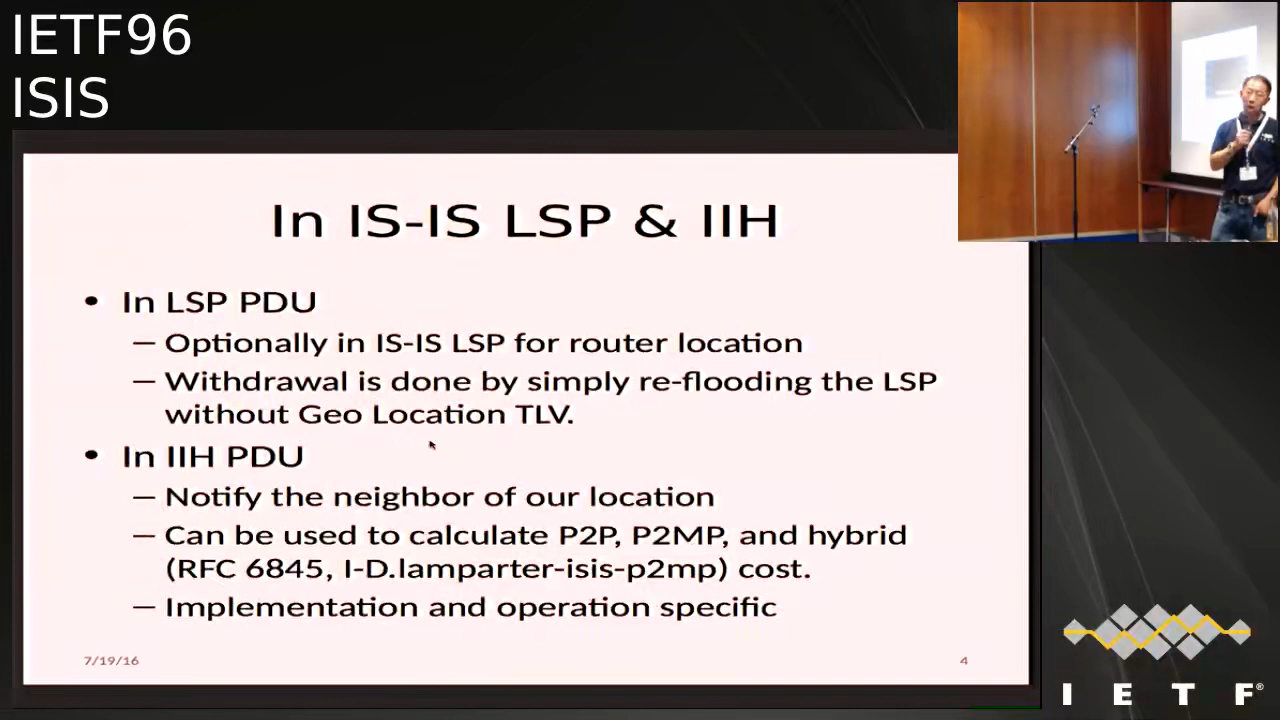 IETF96
ISIS
In IS-IS LSP & IIH
• In LSP PDU
– Optionally in IS-IS LSP for router location
– Withdrawal is done by simply re-flooding the LSP
without Geo Location TLV.
• In IIH PDU
– Notify the neighbor of our location
– Can be used to calculate P2P, P2MP, and hybrid
(RFC 6845, I-D.lamparter-isis-p2mp) cost.
– Implementation and operation specific
7/19/16
4
I E T F®